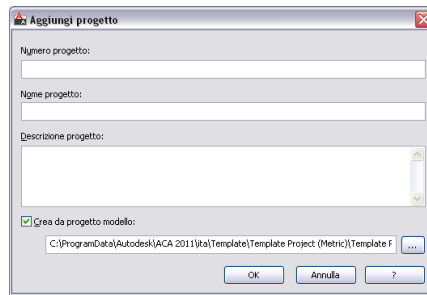 Aggiungi progetto
Numero progetto:
Nome progetto:
Descrizione progetto:
Crea da progetto modello:
C:\ProgramData\Autodesk\ACA 2011\ita\Template\Template Project (Metric)\Template F
...
OK Annulla ?